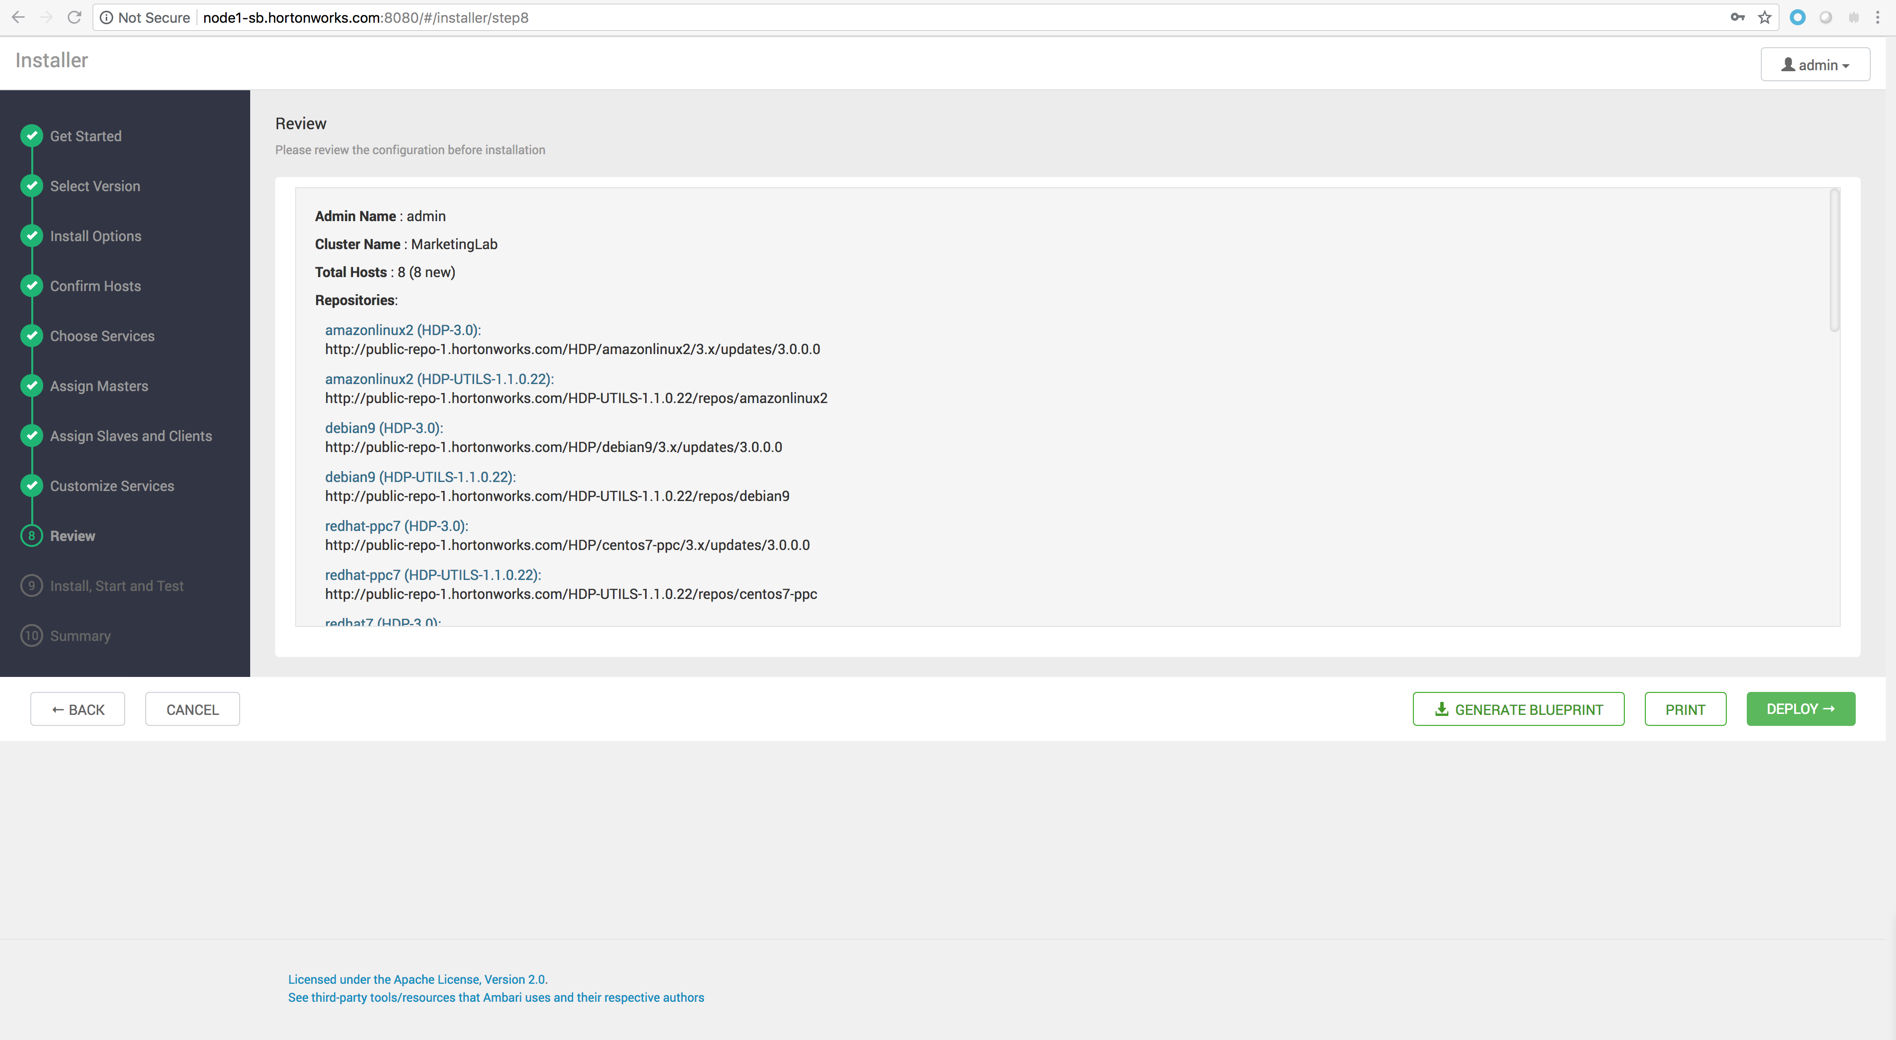 Not Secure node1-sb.hortonworks.com:8080/#/installer/step8
Installer
admin
Get Started
Select Version
Install Options
Confirm Hosts
Choose Services
Assign Masters
Assign Slaves and Clients
Customize Services
8 Review
9 Install, Start and Test
10 Summary
Review
Please review the configuration before installation
Admin Name : admin
Cluster Name : MarketingLab
Total Hosts : 8 (8 new)
Repositories:
amazonlinux2 (HDP-3.0):
http://public-repo-1.hortonworks.com/HDP/amazonlinux2/3.x/updates/3.0.0.0
amazonlinux2 (HDP-UTILS-1.1.0.22):
http://public-repo-1.hortonworks.com/HDP-UTILS-1.1.0.22/repos/amazonlinux2
debian9 (HDP-3.0):
http://public-repo-1.hortonworks.com/HDP/debian9/3.x/updates/3.0.0.0
debian9 (HDP-UTILS-1.1.0.22):
http://public-repo-1.hortonworks.com/HDP-UTILS-1.1.0.22/repos/debian9
redhat-ppc7 (HDP-3.0):
http://public-repo-1.hortonworks.com/HDP/centos7-ppc/3.x/updates/3.0.0.0
redhat-ppc7 (HDP-UTILS-1.1.0.22):
http://public-repo-1.hortonworks.com/HDP-UTILS-1.1.0.22/repos/centos7-ppc
redhat7 (HDP-3.0):
← BACK
CANCEL
GENERATE BLUEPRINT
PRINT
DEPLOY →
Licensed under the Apache License, Version 2.0.
See third-party tools/resources that Ambari uses and their respective authors